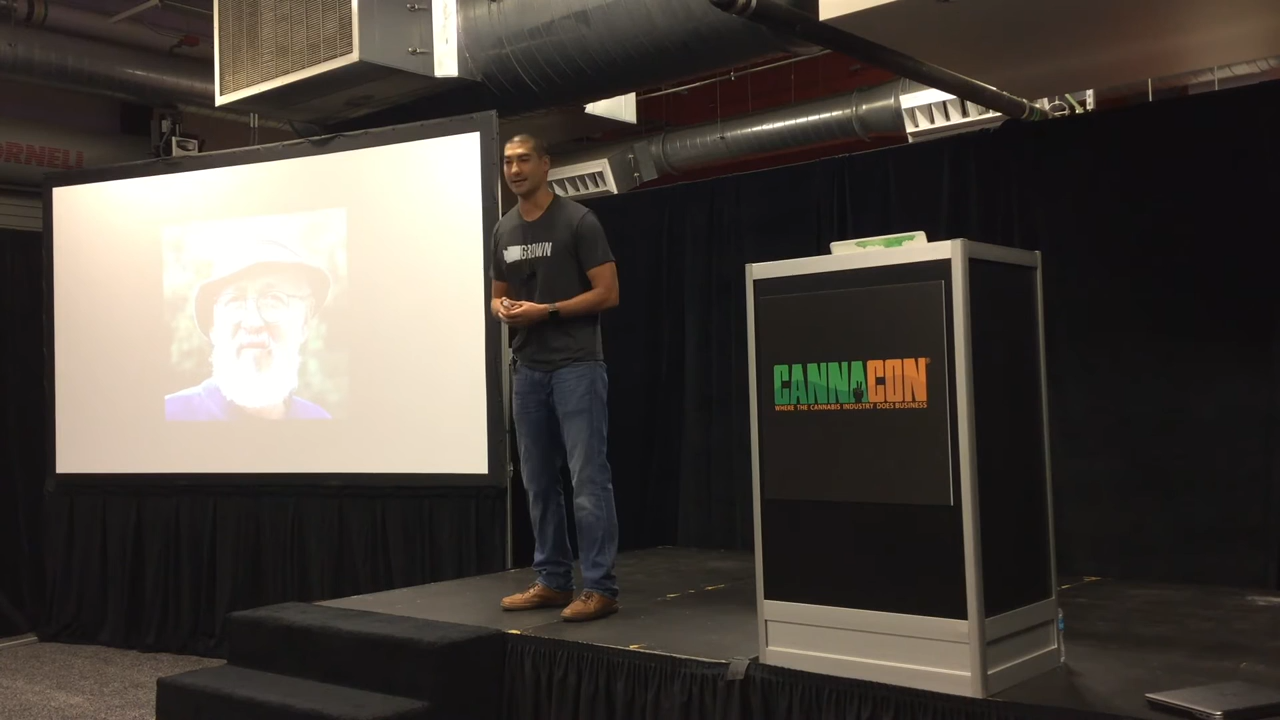 ORNELL
GROWN
CANNACON®
WHERE THE CANNABIS INDUSTRY DOES BUSINESS